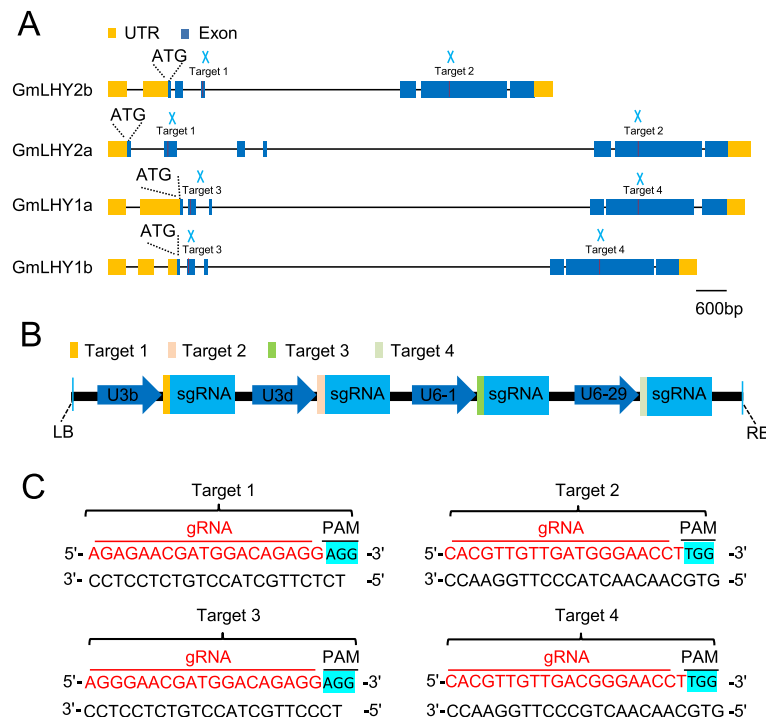 A
UTR Exon
ATG
Target 1 Target 2
GmLHY2b
ATG
Target 1 Target 2
GmLHY2a
ATG
Target 3 Target 4
GmLHY1a
ATG
Target 3 Target 4
GmLHY1b
600bp
B
Target 1 Target 2 Target 3 Target 4
U3b sgRNA U3d sgRNA U6-1 sgRNA U6-29 sgRNA
LB RB
C
Target 1
gRNA PAM
5'- AGAGAACGATGGACAGAGGAGG -3'
3'- CCTCCTCTGTCCATCGTTCTCT -5'
Target 2
gRNA PAM
5'- CACGTTGTTGATGGGAACCTTGG -3'
3'- CCAAGGTTCCCATCAACAACGTG -5'
Target 3
gRNA PAM
5'- AGGGAACGATGGACAGAGGAGG -3'
3'- CCTCCTCTGTCCATCGTTCCCT -5'
Target 4
gRNA PAM
5'- CACGTTGTTGACGGGAACCTTGG -3'
3'- CCAAGGTTCCCGTCAACAACGTG -5'